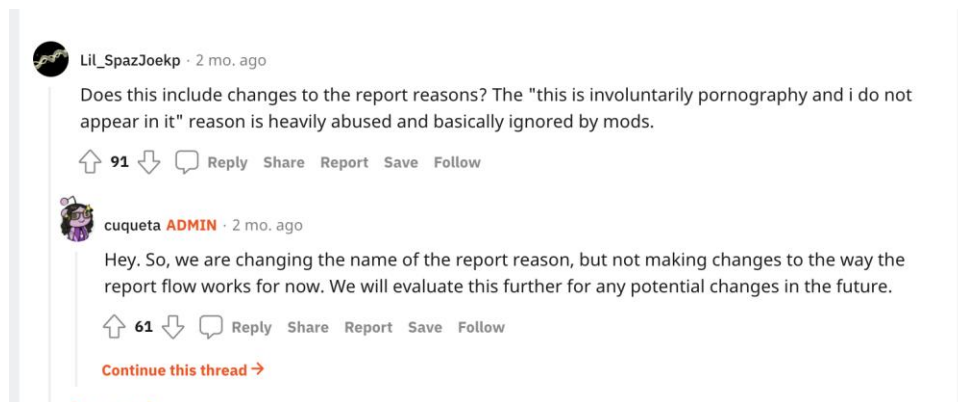 Lil_SpazJoekp · 2 mo. ago
Does this include changes to the report reasons? The "this is involuntarily pornography and i do not
appear in it" reason is heavily abused and basically ignored by mods.
91 Reply Share Report Save Follow
cuqueta ADMIN · 2 mo. ago
Hey. So, we are changing the name of the report reason, but not making changes to the way the
report flow works for now. We will evaluate this further for any potential changes in the future.
61 Reply Share Report Save Follow
Continue this thread →